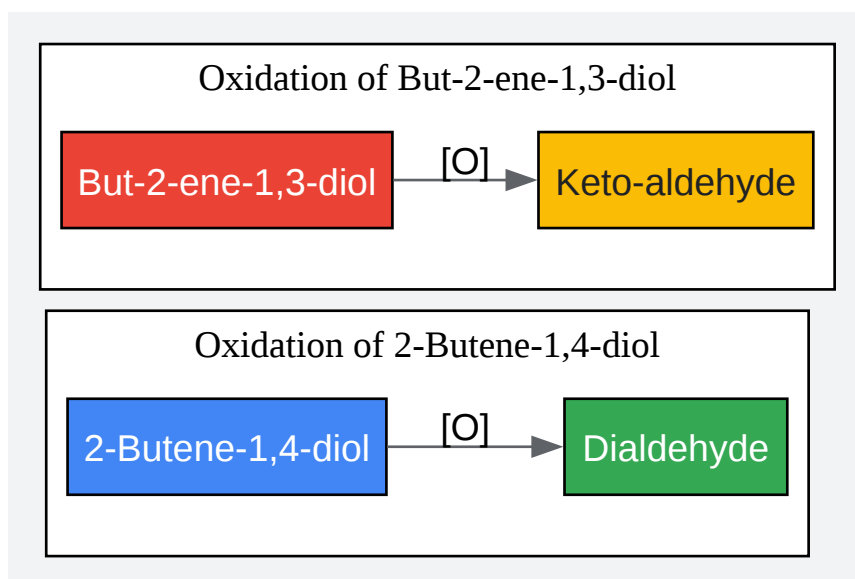 Oxidation of But-2-ene-1,3-diol
But-2-ene-1,3-diol
[O]
Keto-aldehyde
Oxidation of 2-Butene-1,4-diol
2-Butene-1,4-diol
[O]
Dialdehyde